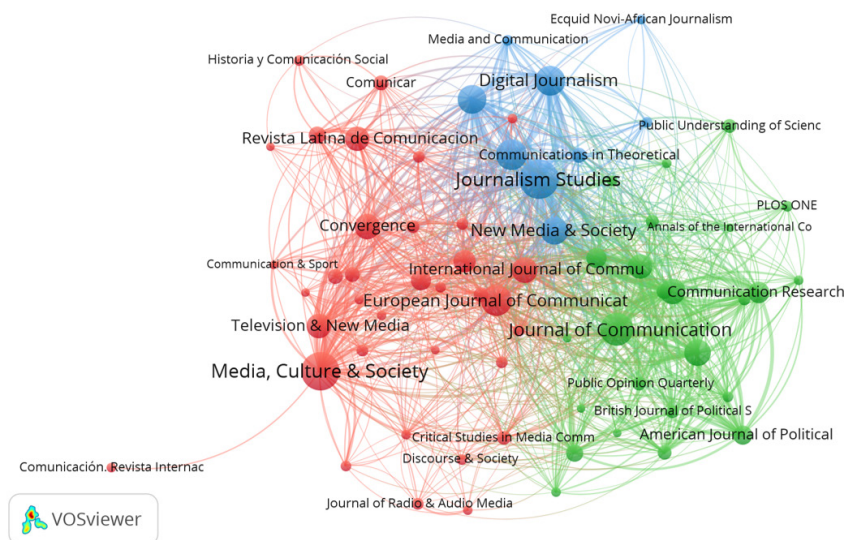 Ecquid Novi-African Journalism
Media and Communication
Historia y Comunicación Social
Comunicar
Digital Journalism
Public Understanding of Scienc
Revista Latina de Comunicacion
Communications in Theoretical
Journalism Studies
PLOS ONE
Convergence
New Media & Society
Annals of the International Co
Communication & Sport
International Journal of Commu
European Journal of Communicat
Communication Research
Television & New Media
Journal of Communication
Media, Culture & Society
Public Opinion Quarterly
British Journal of Political S
Critical Studies in Media Comm
American Journal of Political
Comunicación. Revista Internac
Discourse & Society
Journal of Radio & Audio Media
VOSviewer